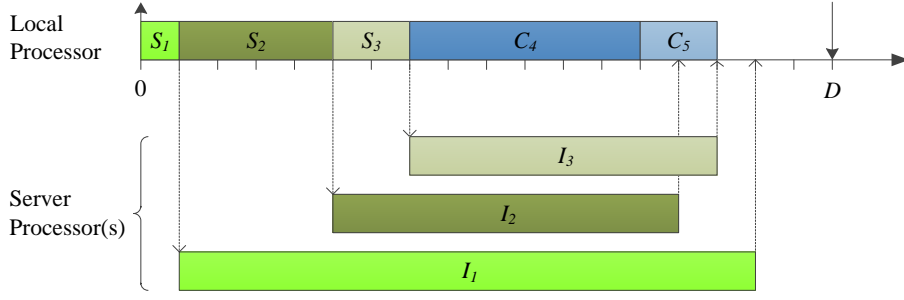 Local
Processor
S1 S2 S3 C4 C5
0 D
I3
Server
Processor(s)
I2
I1